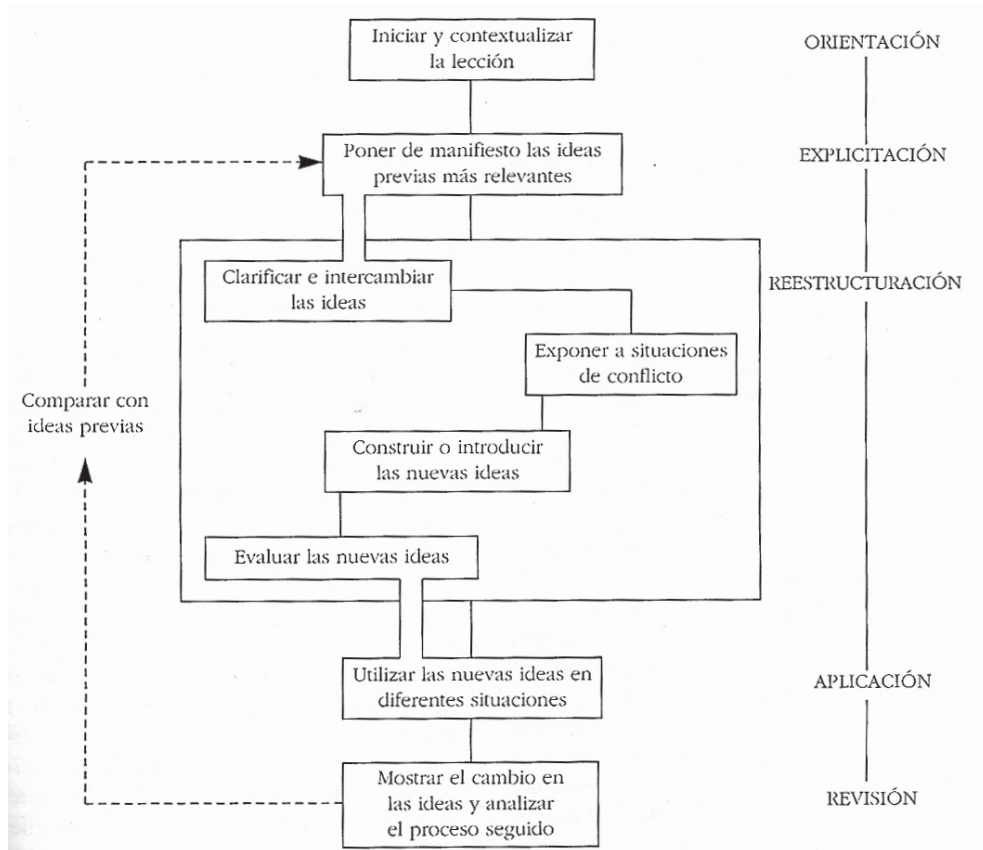 Iniciar y contextualizar
la lección
ORIENTACIÓN
Poner de manifiesto las ideas
previas más relevantes
EXPLICITACIÓN
Clarificar e intercambiar
las ideas
REESTRUCTURACIÓN
Exponer a situaciones
de conflicto
Comparar con
ideas previas
Construir o introducir
las nuevas ideas
Evaluar las nuevas ideas
Utilizar las nuevas ideas en
diferentes situaciones
APLICACIÓN
Mostrar el cambio en
las ideas y analizar
el proceso seguido
REVISIÓN